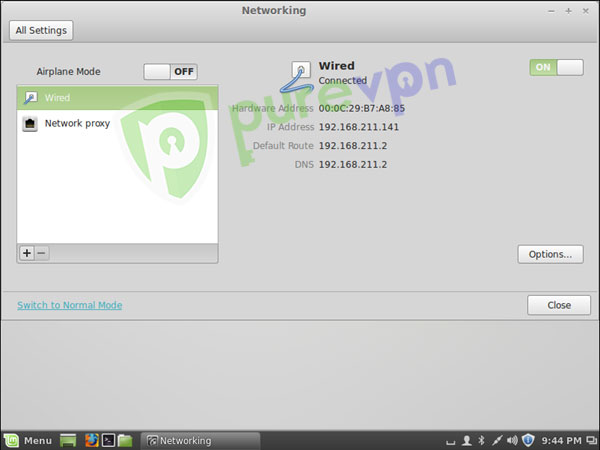 Networking
All Settings
Airplane Mode OFF
Wired
Network proxy
purevpn
Wired
Connected
ON
Hardware Address 00:0C:29:B7:A8:85
IP Address 192.168.211.141
Default Route 192.168.211.2
DNS 192.168.211.2
Options...
Switch to Normal Mode
Close
Menu
Networking
9:44 PM